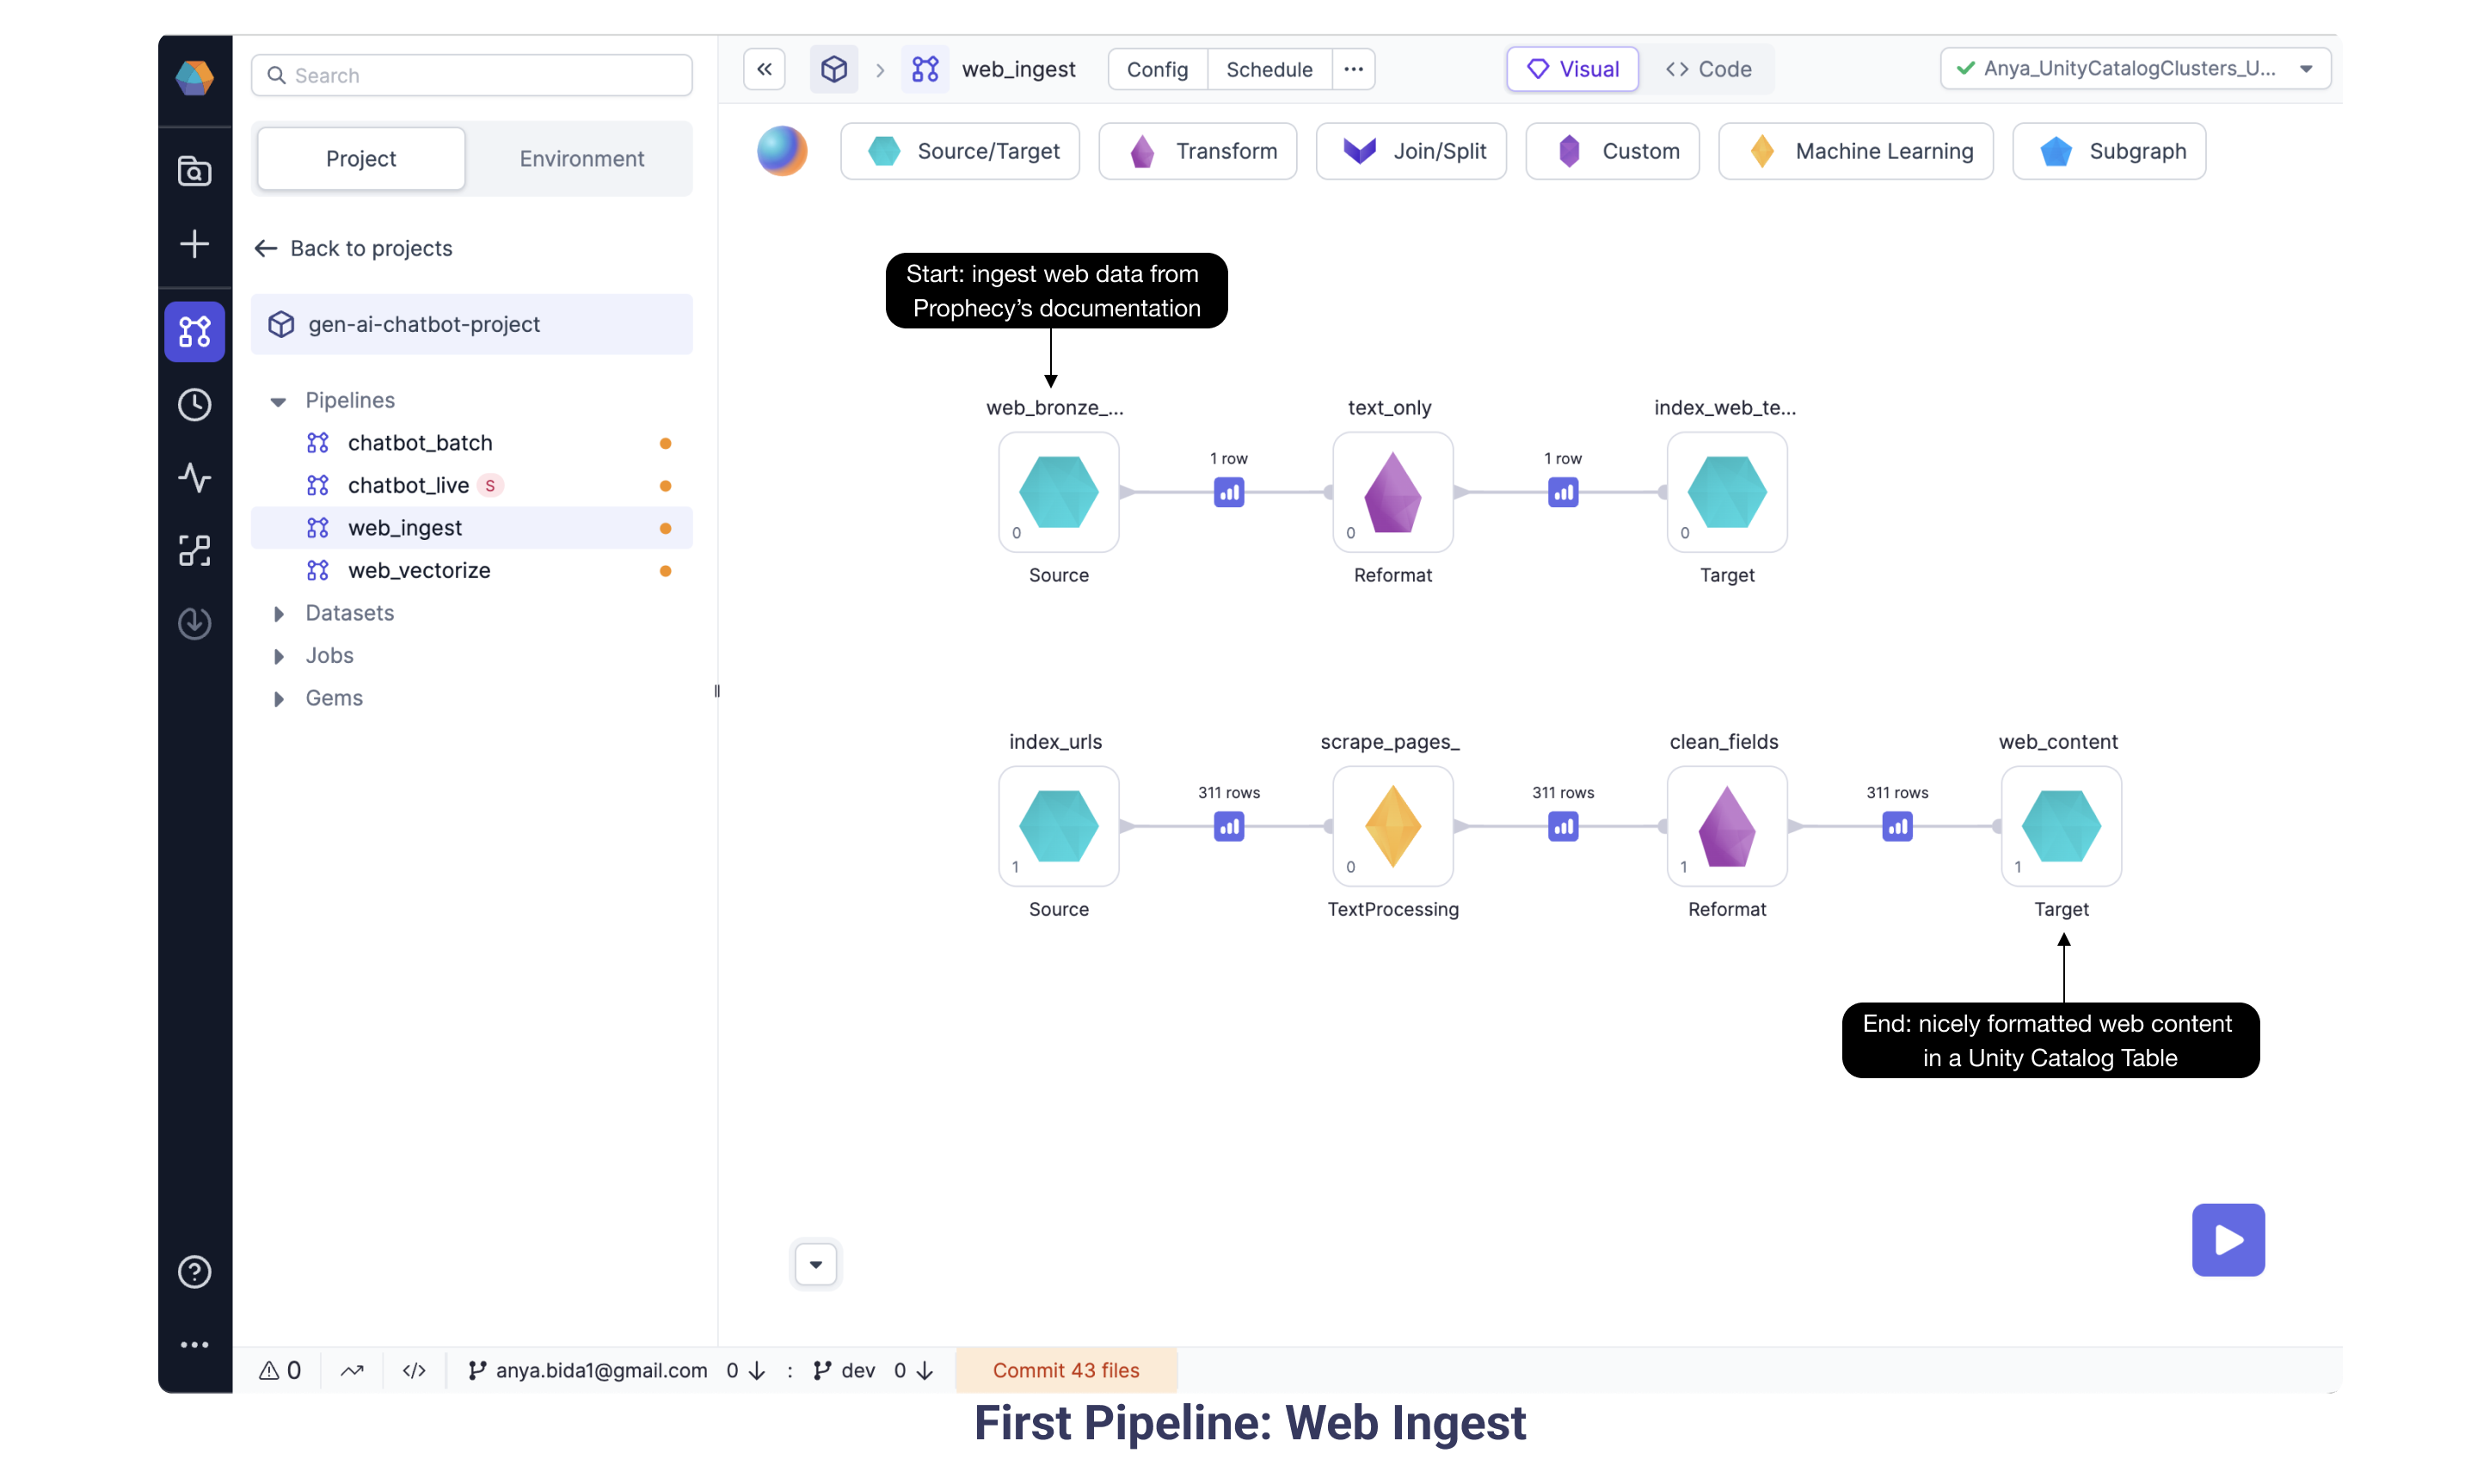 Search
web_ingest
Config
Schedule
Visual
Code
Anya_UnityCatalogClusters_U...
Project
Environment
Source/Target
Transform
Join/Split
Custom
Machine Learning
Subgraph
Back to projects
gen-ai-chatbot-project
Pipelines
chatbot_batch
chatbot_live S
web_ingest
web_vectorize
Datasets
Jobs
Gems
Start: ingest web data from
Prophecy’s documentation
web_bronze_...
text_only
index_web_te...
1 row
1 row
0
0
0
Source
Reformat
Target
index_urls
scrape_pages_
clean_fields
web_content
311 rows
311 rows
311 rows
1
0
1
1
Source
TextProcessing
Reformat
Target
End: nicely formatted web content
in a Unity Catalog Table
0
</>
anya.bida1@gmail.com 0 : dev 0
Commit 43 files
First Pipeline: Web Ingest